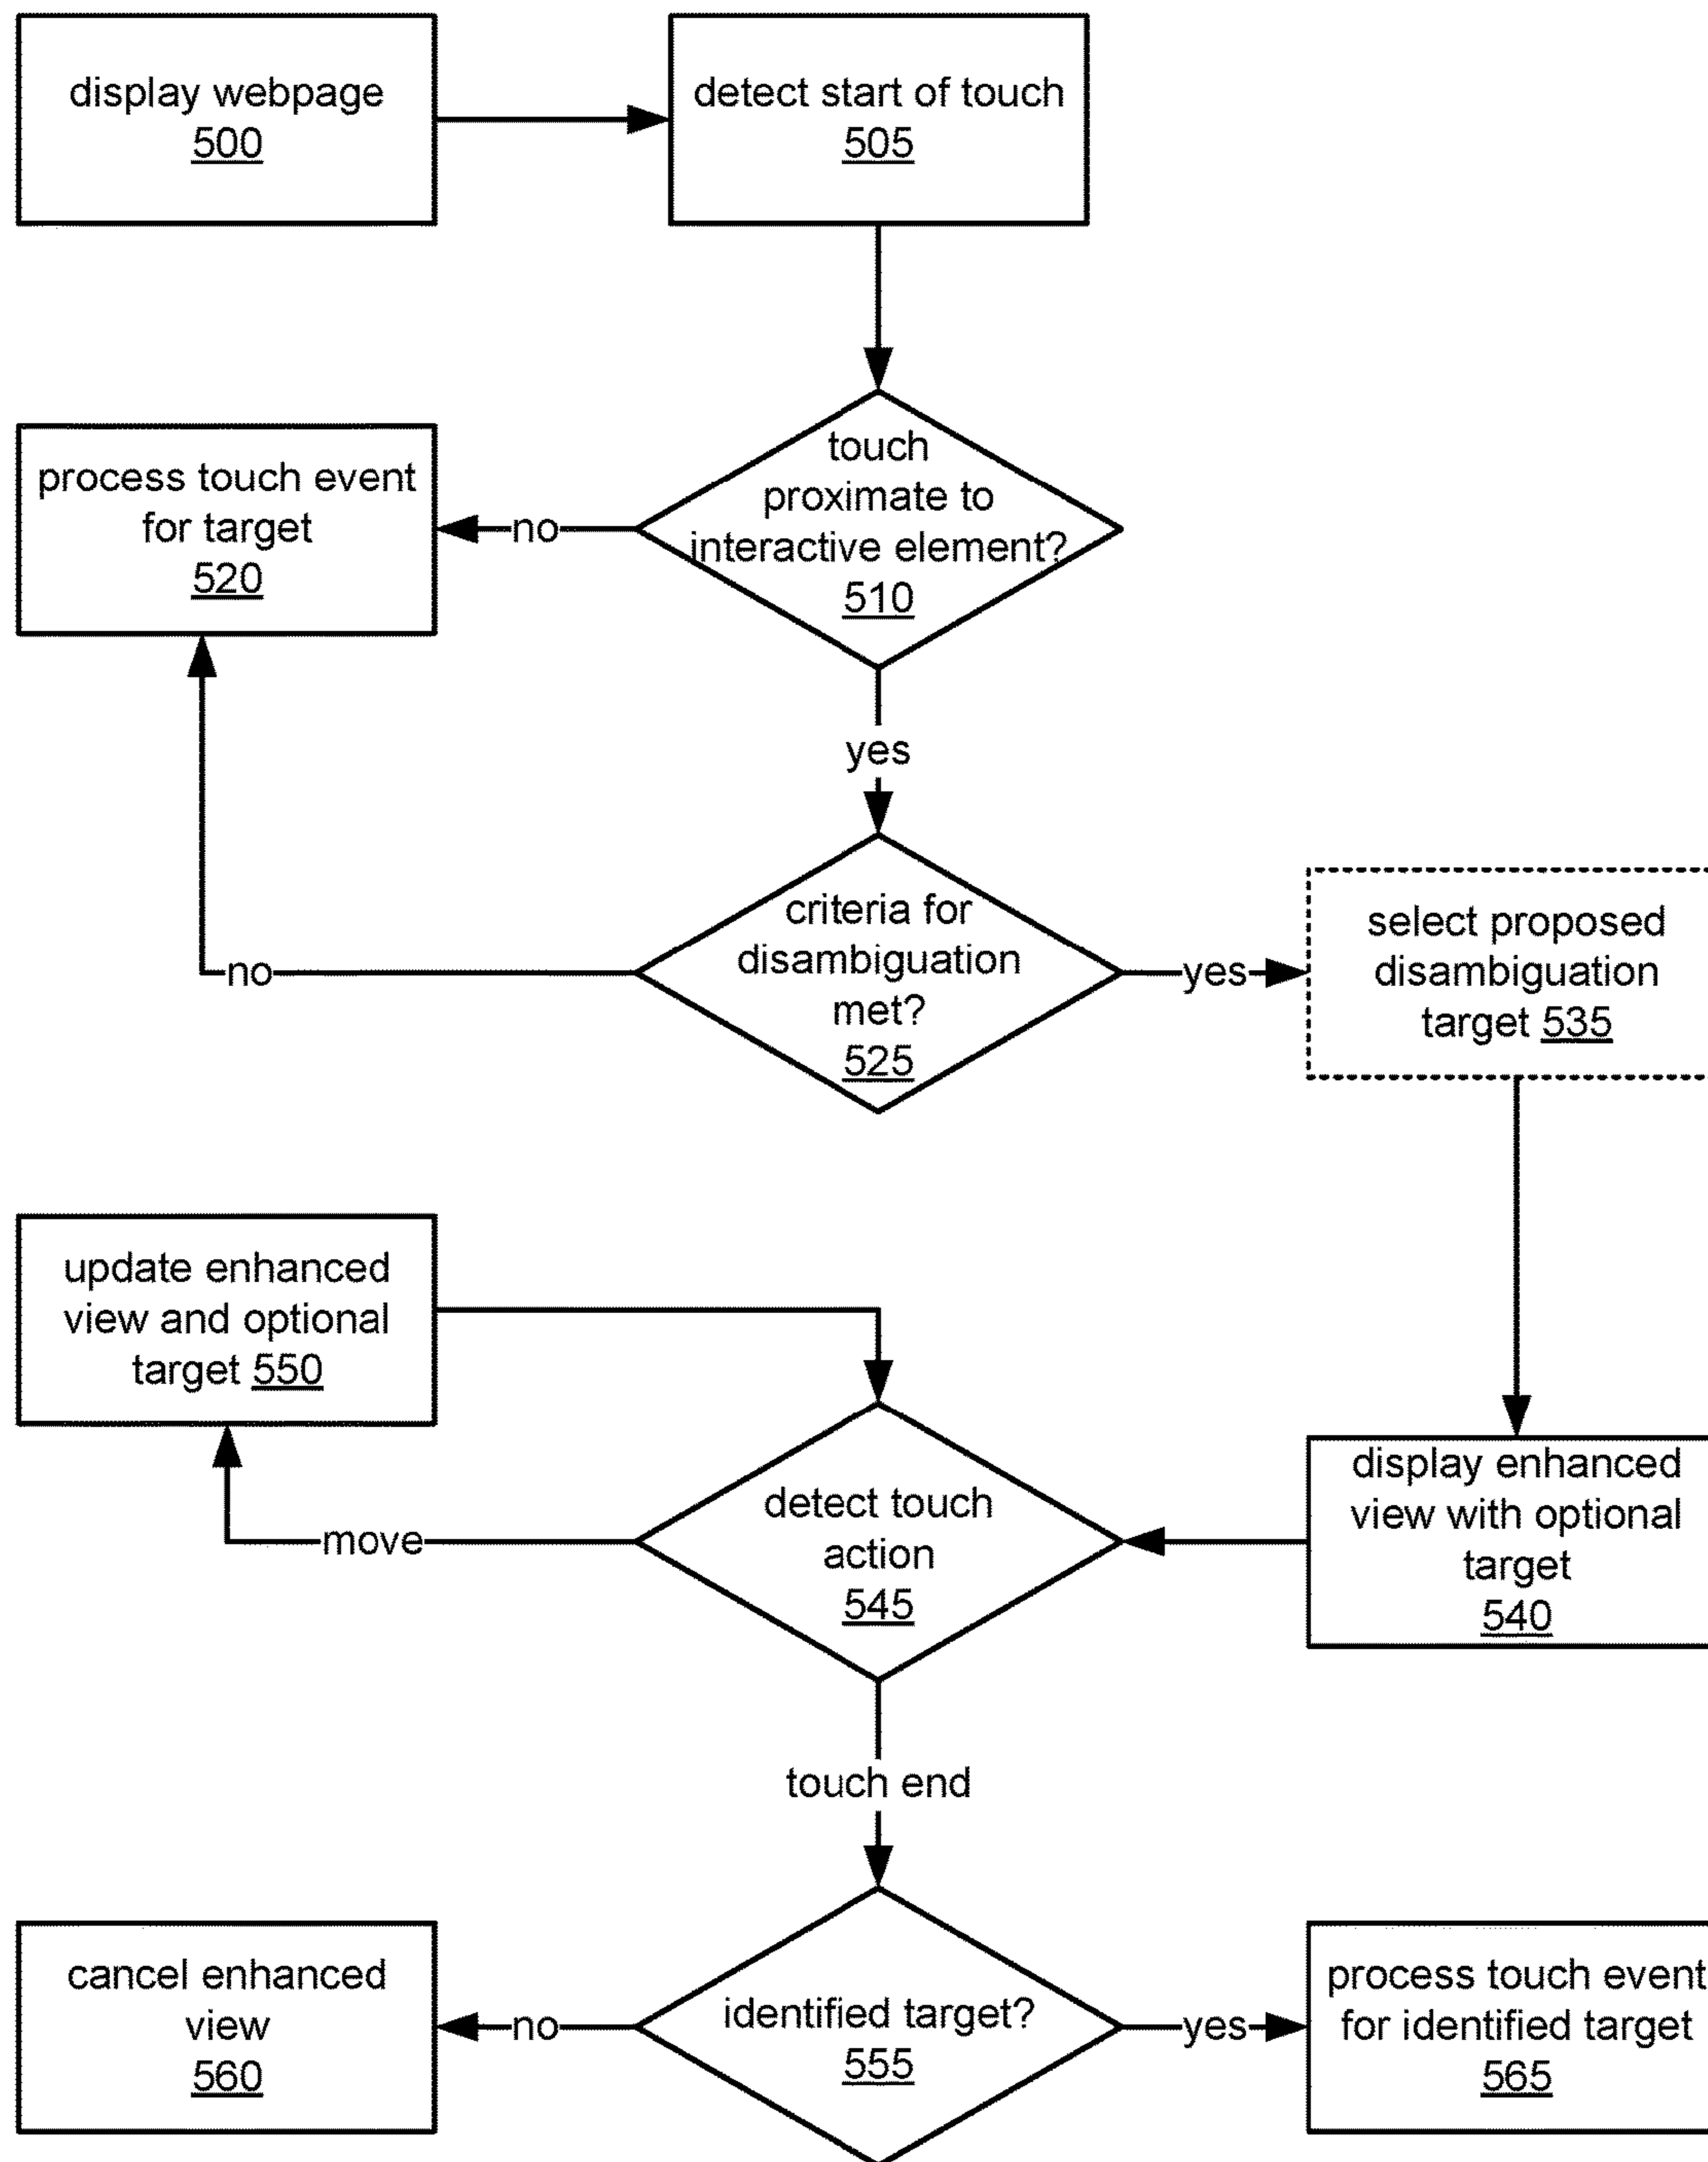 display webpage
500
detect start of touch
505
touch
proximate to
interactive element?
510
no
process touch event
for target
520
yes
criteria for
disambiguation
met?
525
no
yes
select proposed
disambiguation
target 535
update enhanced
view and optional
target 550
display enhanced
view with optional
target
540
detect touch
action
545
move
touch end
cancel enhanced
view
560
no
identified target?
555
yes
process touch event
for identified target
565